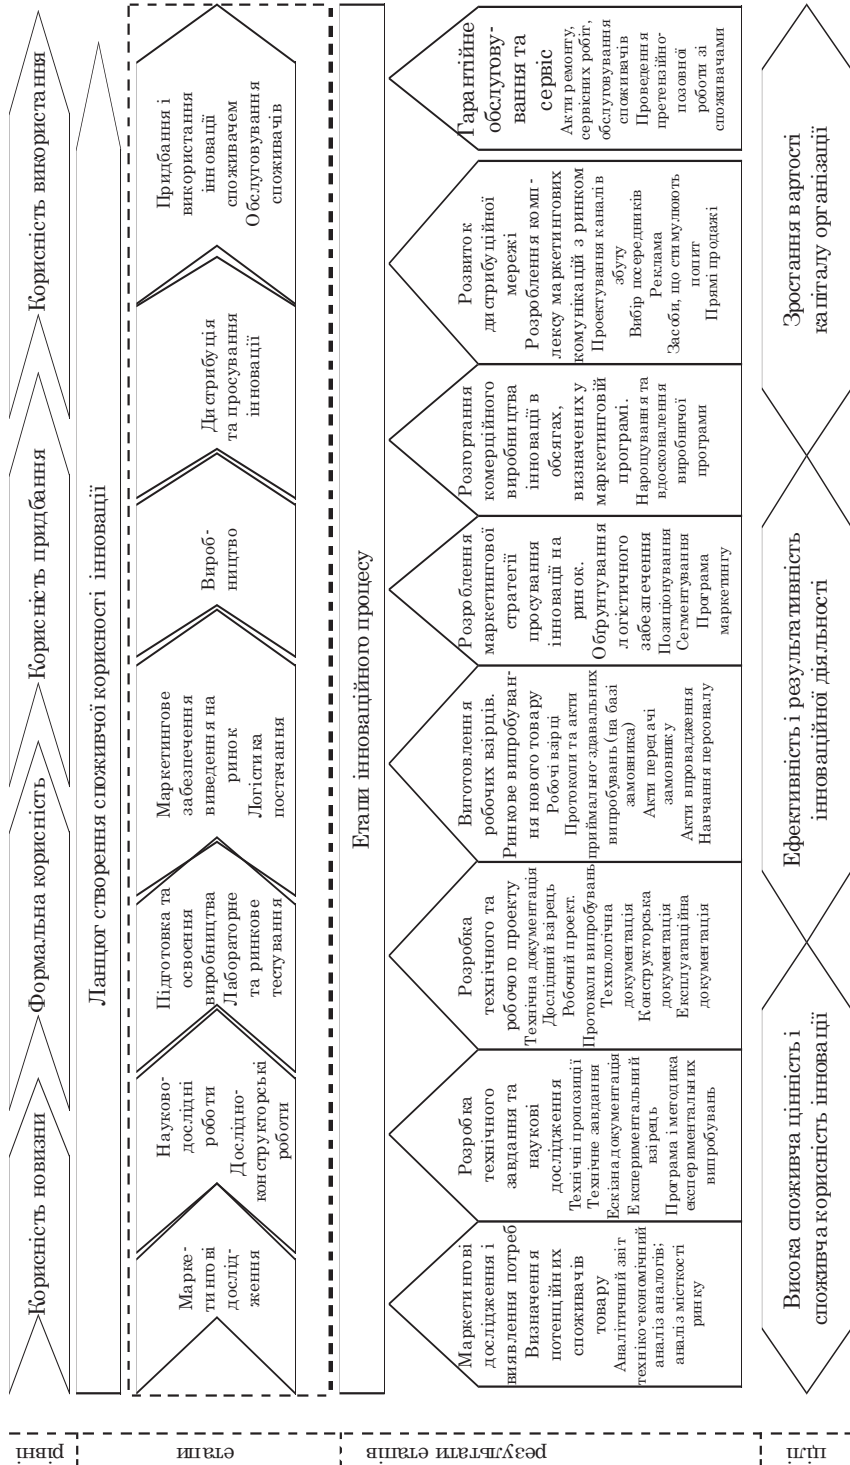 рівні
Корисність новизни
Формальна корисність
Корисність придбання
Корисність використання
етапи
Ланцюг створення споживчої корисності інновації
Марке-
тингові
дослід-
ження
Науково-
дослідні
роботи
Дослідно-
конструкторські
роботи
Підготовка та
освоєння
виробництва
Лабораторне
та ринкове
тестування
Маркетингове
забезпечення
виведення на
ринок
Логістика
постачання
Вироб-
ництво
Дистрибуція
та просування
інновації
Придбання і
використання
інновації
споживачем
Обслуговування
споживачів
результати етапів
Етапи інноваційного процесу
Маркетингові
дослідження і
виявлення потреб
Визначення
потенційних
споживачів
товару
Аналітичний звіт
техніко-економічний
аналіз аналогів;
аналіз місткості
ринку
Розробка
технічного
завдання та
наукові
дослідження
Технічні пропозиції
Технічне завдання
Ескізна документація
Експериментальний
взірець
Програма і методика
експериментальних
випробувань
Розробка
технічного та
робочого проекту
Технічна документація
Дослідний взірець
Робочий проект.
Протоколи випробувань
Технологічна
документація
Конструкторська
документація
Експлуатаційна
документація
Виготовлення
робочих взірців.
Ринкове випробуван-
ня нового товару
Робочі взірці
Протоколи та акти
приймально-здавальних
випробувань (на базі
замовника)
Акти передачі
замовнику
Акти впровадження
Навчання персоналу
Розроблення
маркетингової
стратегії
просування
інновації на
ринок.
Обґрунтування
логістичного
забезпечення
Позиціонування
Сегментування
Програма
маркетингу
Розгортання
комерційного
виробництва
інновації в
обсягах,
визначених у
маркетинговій
програмі.
Нарощування та
вдосконалення
виробничої
програми
Розвиток
дистрибуційної
мережі
Розроблення комп-
лексу маркетингових
комунікацій з ринком
Проектування каналів
збуту
Вибір посередників
Реклама
Засоби, що стимулюють
попит
Прямі продажі
Гарантійне
обслугову-
вання та
сервіс
Акти ремонту,
сервісних робіт,
обслуговування
споживачів
Проведення
претензійно-
позовної
роботи зі
споживачами
цілі
Висока споживча цінність і
споживча корисність інновації
Ефективність і результативність
інноваційної діяльності
Зростання вартості
капіталу організації